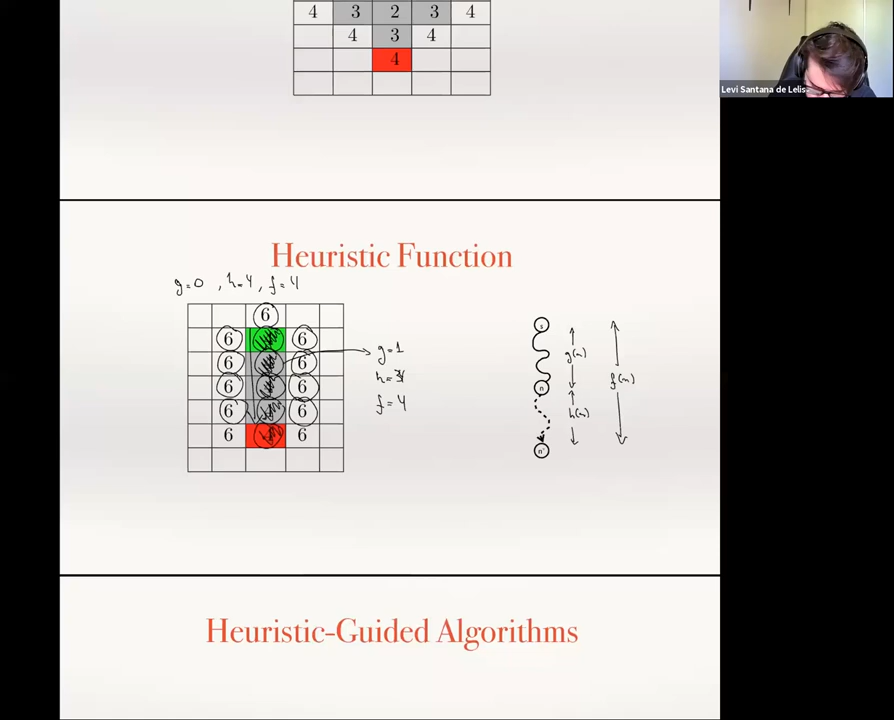 4 3 2 3 4
4 3 4
4
Levi Santana de Lelis
Heuristic Function
g=0 , h=4, f=4
6
6 6
6 6
6 6
6 6
6 6
g=1
h=3
f=4
s
g(n)
n
h(n)
n*
f(n)
Heuristic-Guided Algorithms